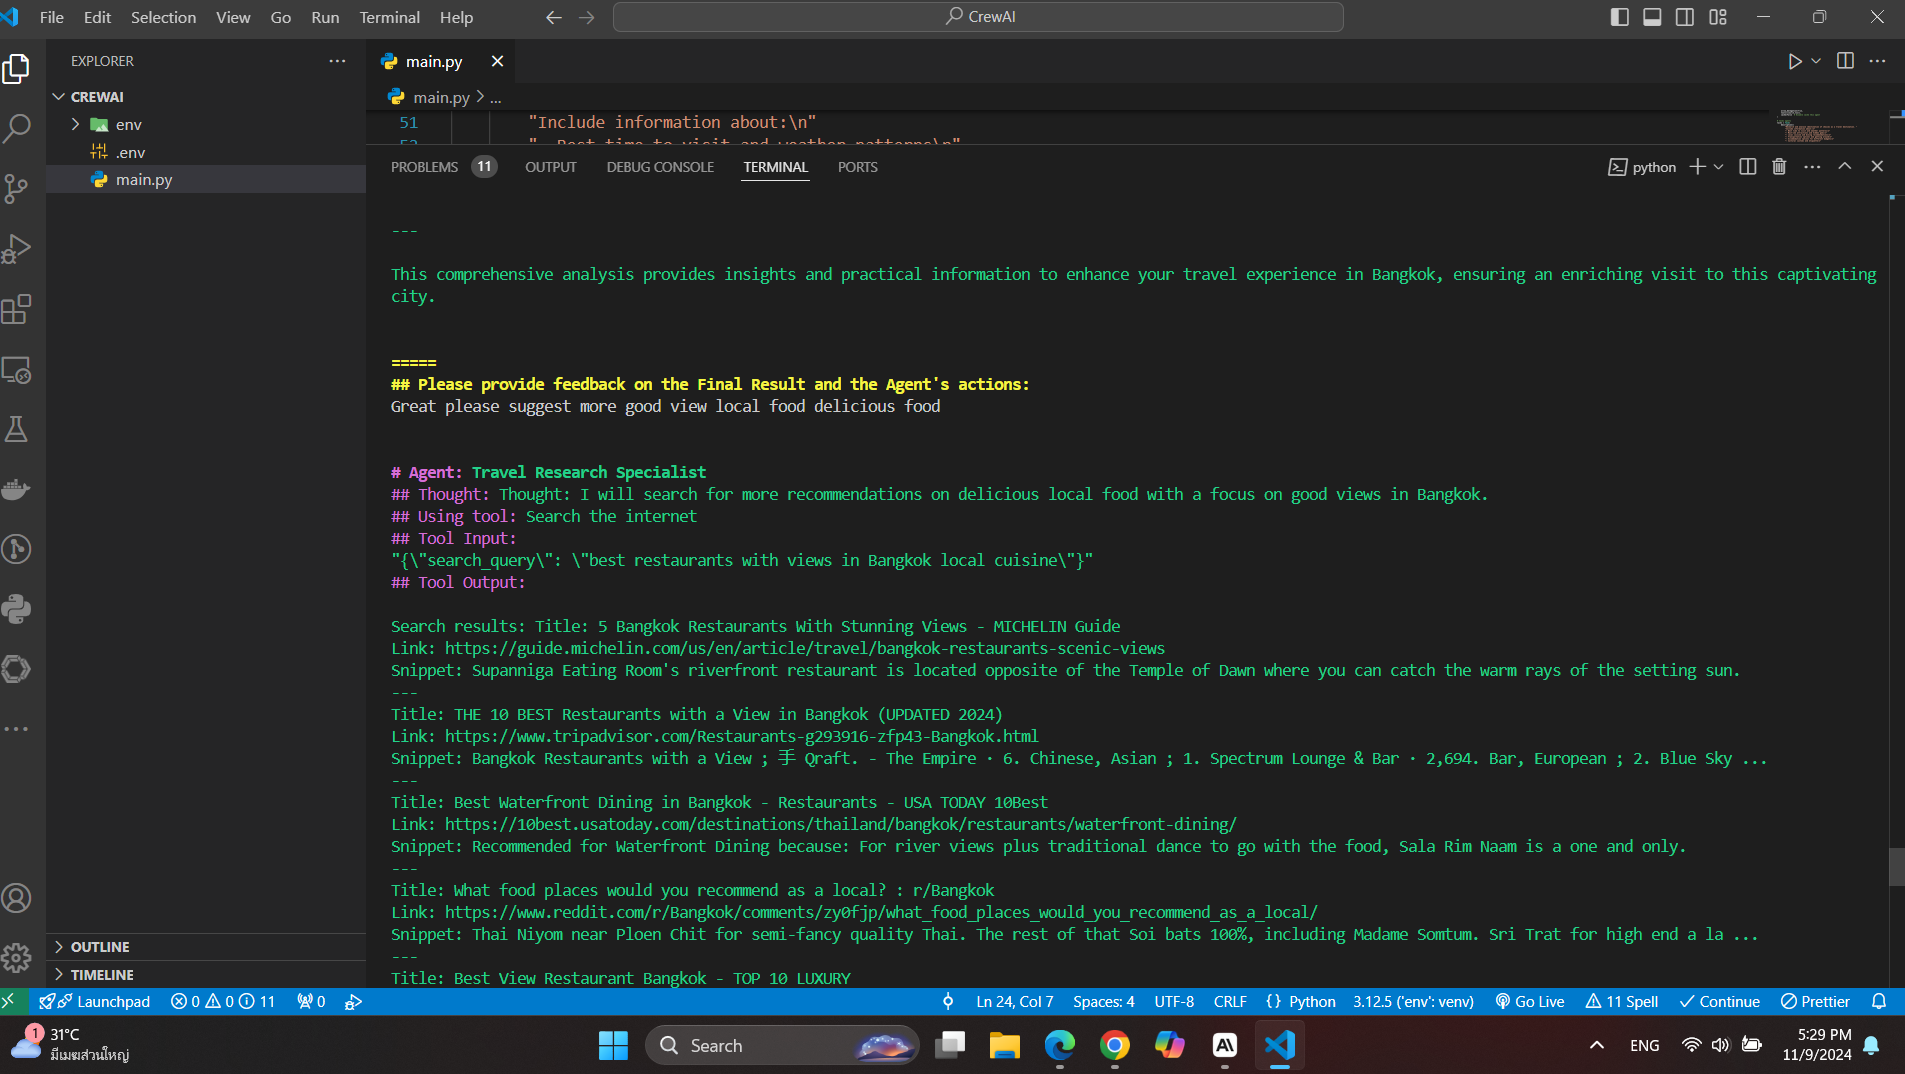 File Edit Selection View Go Run Terminal Help
CrewAI
EXPLORER
main.py
CREWAI
env
.env
main.py
main.py > ...
51 "Include information about:\n"
PROBLEMS 11 OUTPUT DEBUG CONSOLE TERMINAL PORTS
python
---
This comprehensive analysis provides insights and practical information to enhance your travel experience in Bangkok, ensuring an enriching visit to this captivating
city.
=====
## Please provide feedback on the Final Result and the Agent's actions:
Great please suggest more good view local food delicious food
# Agent: Travel Research Specialist
## Thought: Thought: I will search for more recommendations on delicious local food with a focus on good views in Bangkok.
## Using tool: Search the internet
## Tool Input:
"{\"search_query\": \"best restaurants with views in Bangkok local cuisine\"}"
## Tool Output:
Search results: Title: 5 Bangkok Restaurants With Stunning Views - MICHELIN Guide
Link: https://guide.michelin.com/us/en/article/travel/bangkok-restaurants-scenic-views
Snippet: Supanniga Eating Room's riverfront restaurant is located opposite of the Temple of Dawn where you can catch the warm rays of the setting sun.
---
Title: THE 10 BEST Restaurants with a View in Bangkok (UPDATED 2024)
Link: https://www.tripadvisor.com/Restaurants-g293916-zfp43-Bangkok.html
Snippet: Bangkok Restaurants with a View ; 手 Qraft. - The Empire · 6. Chinese, Asian ; 1. Spectrum Lounge & Bar · 2,694. Bar, European ; 2. Blue Sky ...
---
Title: Best Waterfront Dining in Bangkok - Restaurants - USA TODAY 10Best
Link: https://10best.usatoday.com/destinations/thailand/bangkok/restaurants/waterfront-dining/
Snippet: Recommended for Waterfront Dining because: For river views plus traditional dance to go with the food, Sala Rim Naam is a one and only.
---
Title: What food places would you recommend as a local? : r/Bangkok
Link: https://www.reddit.com/r/Bangkok/comments/zy0fjp/what_food_places_would_you_recommend_as_a_local/
Snippet: Thai Niyom near Ploen Chit for semi-fancy quality Thai. The rest of that Soi bats 100%, including Madame Somtum. Sri Trat for high end a la ...
---
Title: Best View Restaurant Bangkok - TOP 10 LUXURY
OUTLINE
TIMELINE
Launchpad 0 0 11 0 Ln 24, Col 7 Spaces: 4 UTF-8 CRLF {} Python 3.12.5 ('env': venv) Go Live 11 Spell Continue Prettier
1 31°C
มีเมฆส่วนใหญ่
Search
ENG
5:29 PM
11/9/2024